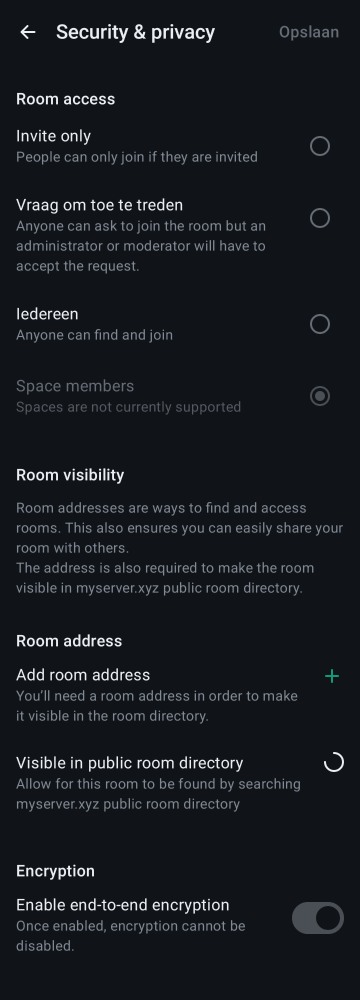 Security & privacy
Opslaan
Room access
Invite only
People can only join if they are invited
Vraag om toe te treden
Anyone can ask to join the room but an
administrator or moderator will have to
accept the request.
Iedereen
Anyone can find and join
Space members
Spaces are not currently supported
Room visibility
Room addresses are ways to find and access
rooms. This also ensures you can easily share your
room with others.
The address is also required to make the room
visible in myserver.xyz public room directory.
Room address
Add room address
You’ll need a room address in order to make
it visible in the room directory.
Visible in public room directory
Allow for this room to be found by searching
myserver.xyz public room directory
Encryption
Enable end-to-end encryption
Once enabled, encryption cannot be
disabled.